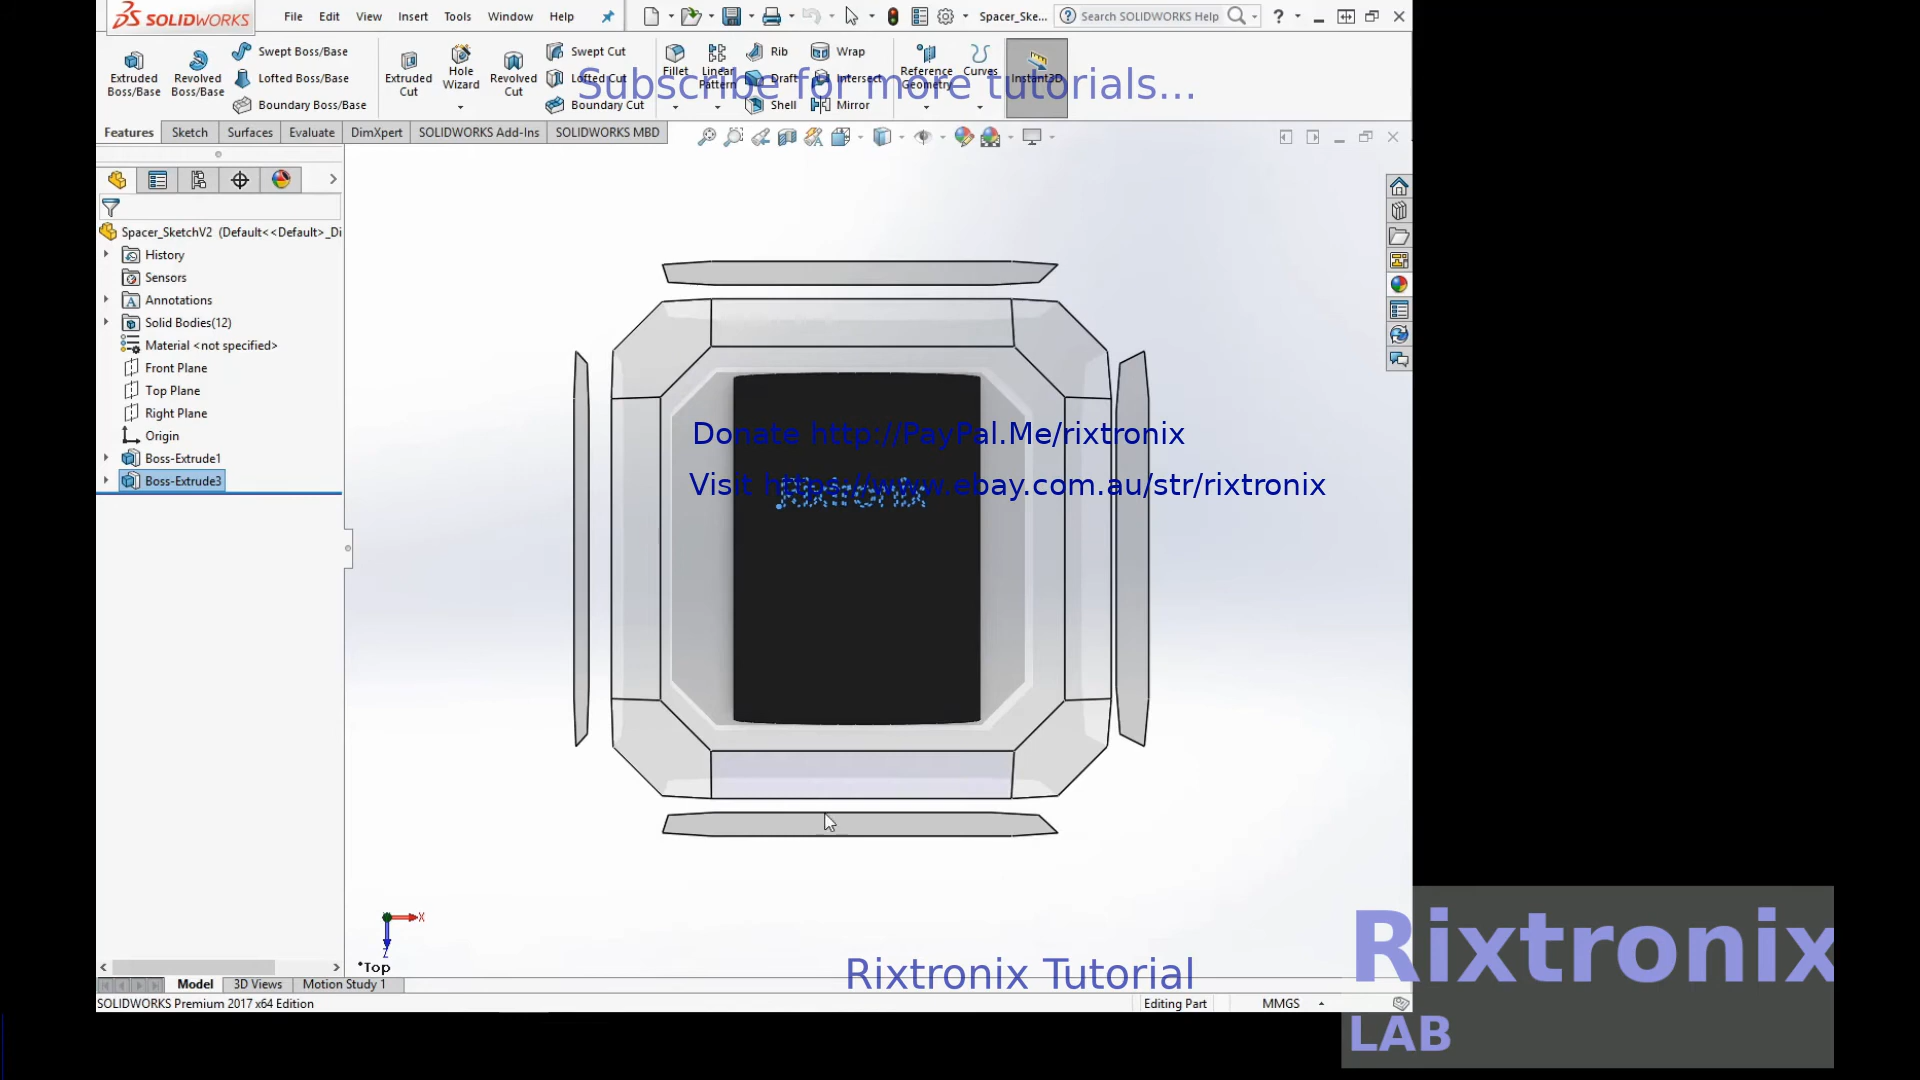 SOLIDWORKS File Edit View Insert Tools Window Help Spacer_Ske... Search SOLIDWORKS Help
Extruded Boss/Base
Revolved Boss/Base
Swept Boss/Base
Lofted Boss/Base
Boundary Boss/Base
Extruded Cut
Hole Wizard
Revolved Cut
Swept Cut
Lofted Cut
Boundary Cut
Fillet
Linear Pattern
Rib
Draft
Shell
Wrap
Intersect
Mirror
Reference Geometry
Curves
Instant3D
Subscribe for more tutorials...
Features Sketch Surfaces Evaluate DimXpert SOLIDWORKS Add-Ins SOLIDWORKS MBD
Spacer_SketchV2 (Default<<Default>_Di
History
Sensors
Annotations
Solid Bodies(12)
Material <not specified>
Front Plane
Top Plane
Right Plane
Origin
Boss-Extrude1
Boss-Extrude3
Donate http://PayPal.Me/rixtronix
Visit https://www.ebay.com.au/str/rixtronix
Rixtronix
X
Z
*Top
Rixtronix Tutorial
Model 3D Views Motion Study 1
SOLIDWORKS Premium 2017 x64 Edition Editing Part MMGS
Rixtronix
LAB